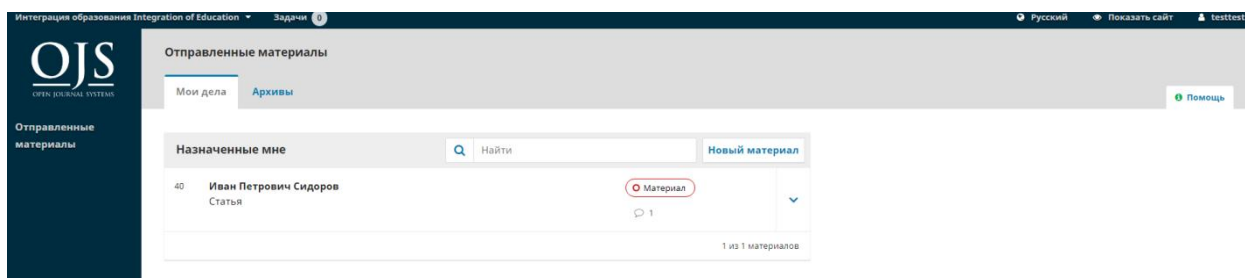 Интеграция образования Integration of Education Задачи 0 Русский Показать сайт testtest
OJS
OPEN JOURNAL SYSTEMS
Отправленные материалы
Отправленные материалы
Мои дела Архивы
Помощь
Назначенные мне Найти Новый материал
40 Иван Петрович Сидоров Материал
Статья
1
1 из 1 материалов